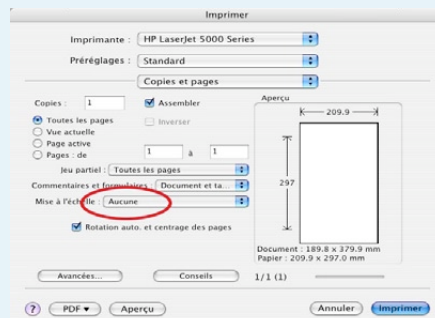 Imprimer
Imprimante : HP LaserJet 5000 Series
Préréglages : Standard
Copies et pages
Copies : 1 Assembler
Toutes les pages Inverser
Vue actuelle
Page active
Pages : de 1 à 1
Jeu partiel : Toutes les pages
Commentaires et formulaires : Document et ta...
Mise à l'échelle : Aucune
Rotation auto. et centrage des pages
Aperçu
209.9
297
Document : 189.8 x 379.9 mm
Papier : 209.9 x 297.0 mm
Avancées... Conseils 1/1 (1)
? PDF Aperçu Annuler Imprimer